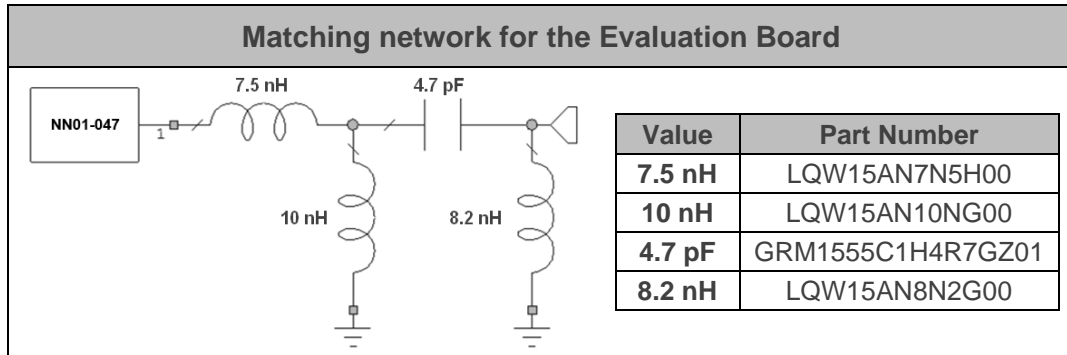 Matching network for the Evaluation Board
7.5 nH
4.7 pF
NN01-047
1
10 nH
8.2 nH
Value Part Number
7.5 nH LQW15AN7N5H00
10 nH LQW15AN10NG00
4.7 pF GRM1555C1H4R7GZ01
8.2 nH LQW15AN8N2G00